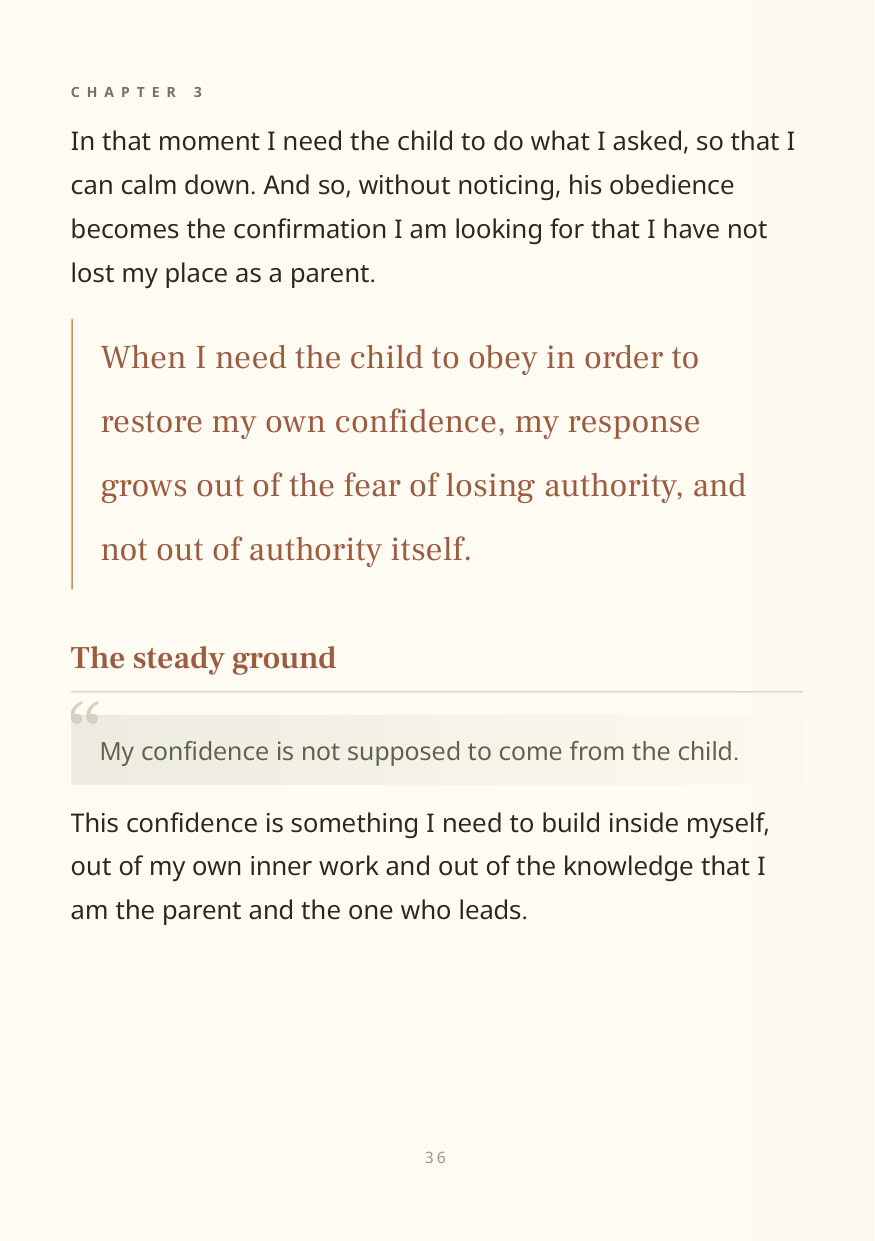 CHAPTER 3
In that moment I need the child to do what I asked, so that I
can calm down. And so, without noticing, his obedience
becomes the confirmation I am looking for that I have not
lost my place as a parent.
When I need the child to obey in order to
restore my own confidence, my response
grows out of the fear of losing authority, and
not out of authority itself.
The steady ground
“
My confidence is not supposed to come from the child.
This confidence is something I need to build inside myself,
out of my own inner work and out of the knowledge that I
am the parent and the one who leads.
36